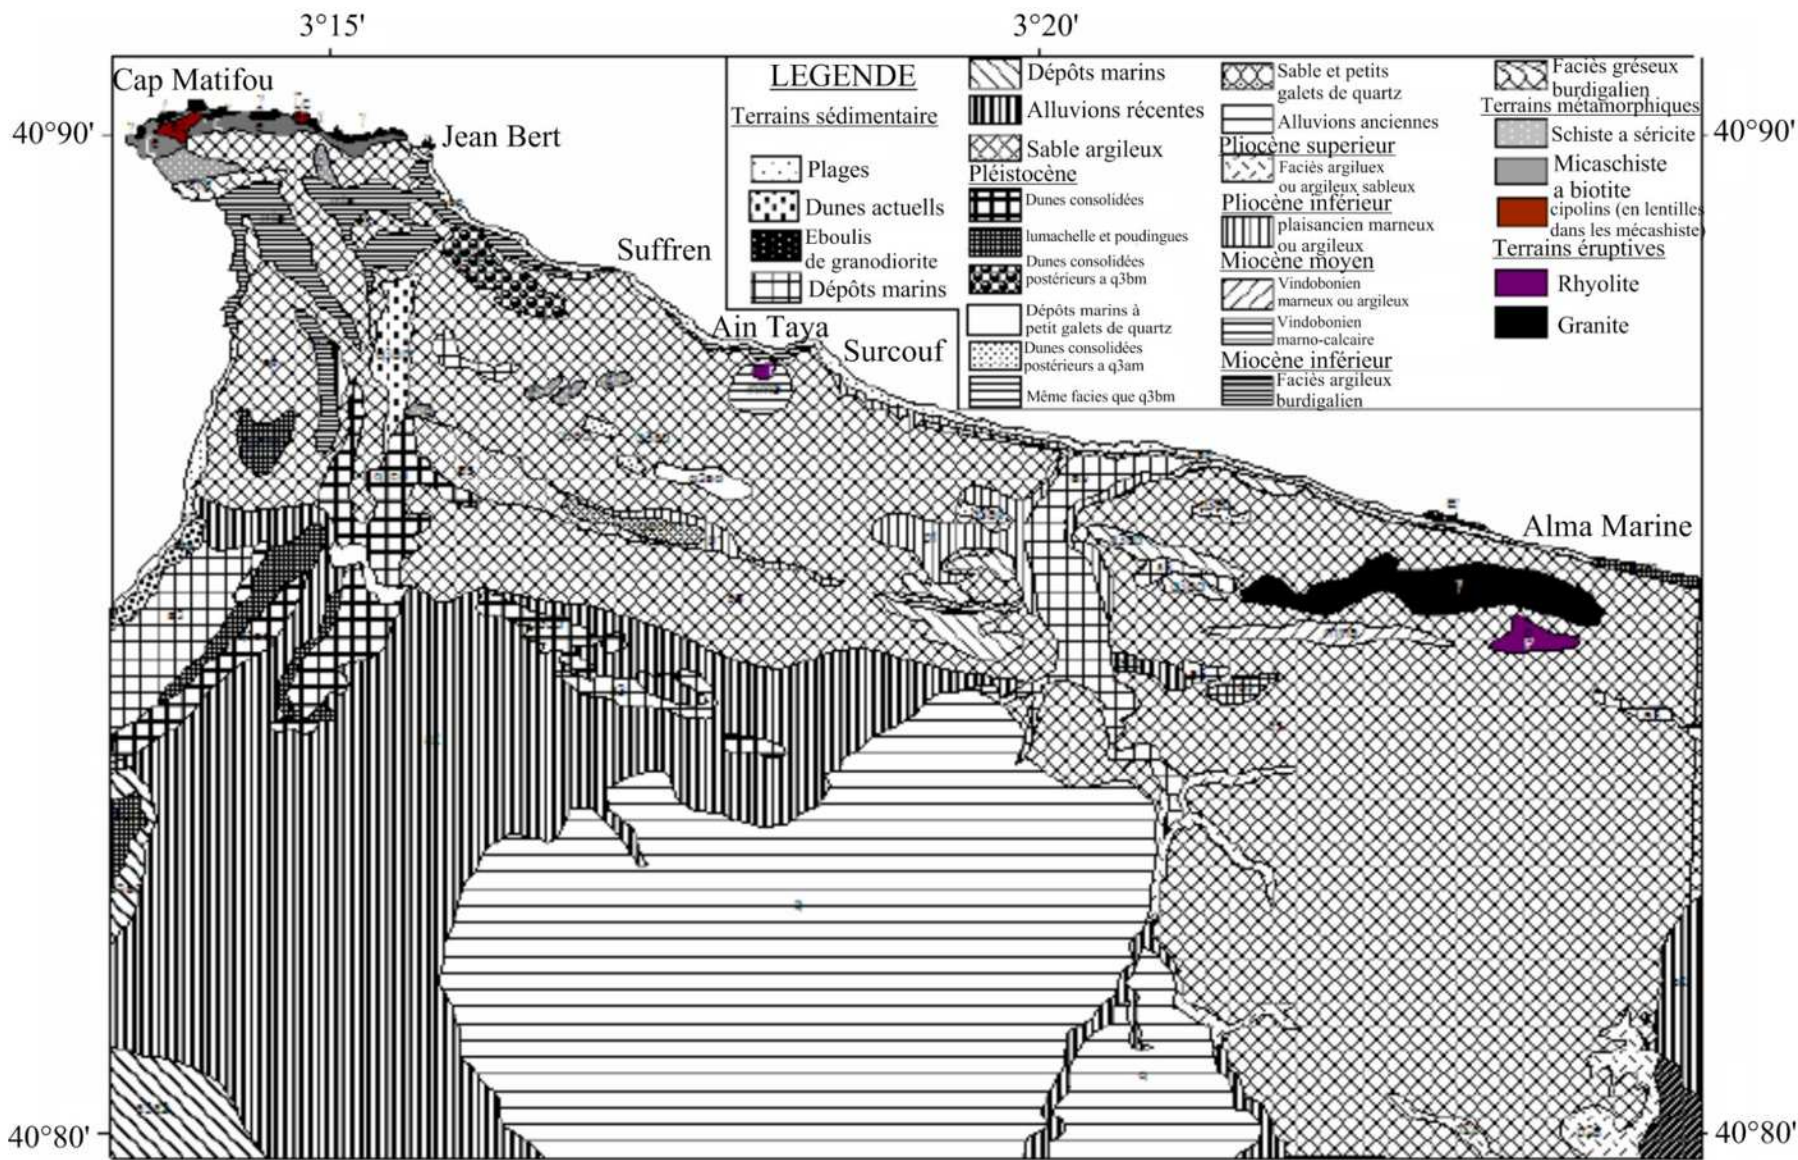 3°15'
3°20'
Cap Matifou
40°90'
40°90'
Jean Bert
Suffren
Ain Taya
Surcouf
Alma Marine
40°80'
40°80'
LEGENDE
Terrains sédimentaire
Plages
Dunes actuells
Eboulis
de granodiorite
Dépôts marins
Dépôts marins
Alluvions récentes
Sable argileux
Pléistocène
Dunes consolidées
lumachelle et poudingues
Dunes consolidées
postérieurs a q3bm
Dépôts marins à
petit galets de quartz
Dunes consolidées
postérieurs a q3am
Même facies que q3bm
Sable et petits
galets de quartz
Alluvions anciennes
Pliocène superieur
Faciès argiluex
ou argileux sableux
Pliocène inférieur
plaisancien marneux
ou argileux
Miocène moyen
Vindobonien
marneux ou argileux
Vindobonien
marno-calcaire
Miocène inférieur
Faciès argileux
burdigalien
Faciès gréseux
burdigalien
Terrains métamorphiques
Schiste a séricite
Micaschiste
a biotite
cipolins (en lentilles
dans les mécashiste)
Terrains éruptives
Rhyolite
Granite